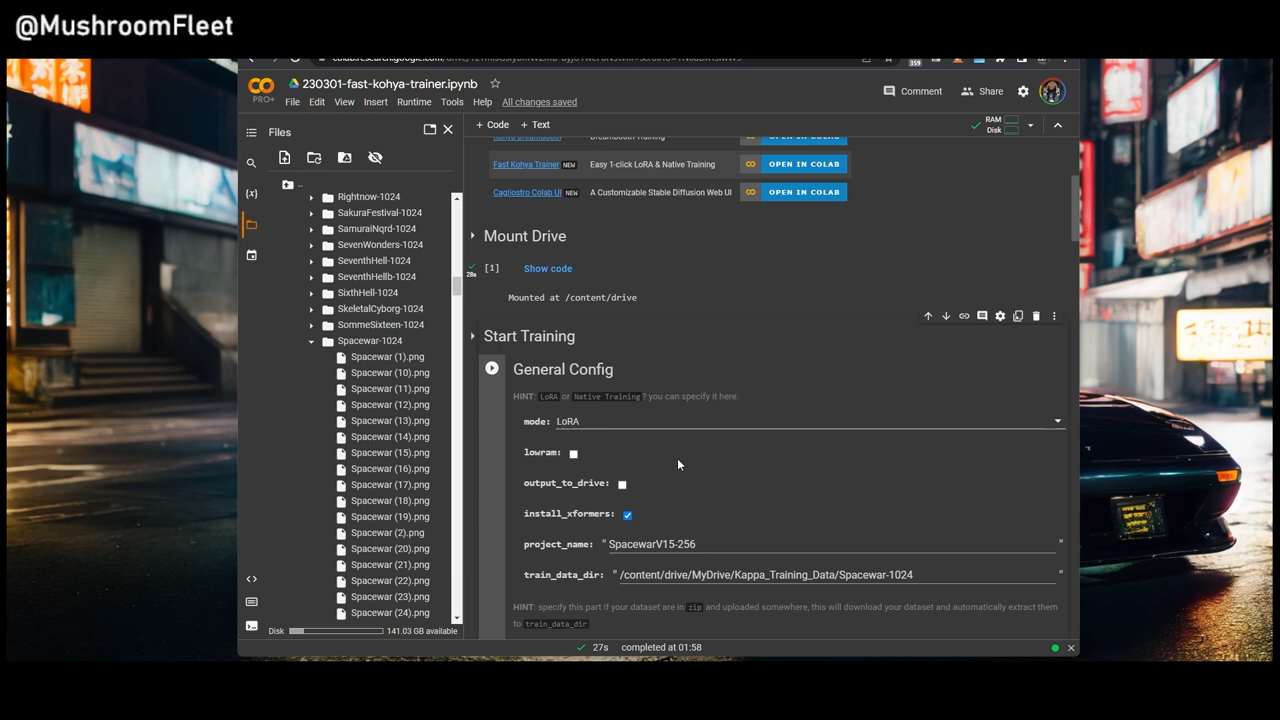 @MushroomFleet
359
PRO+
230301-fast-kohya-trainer.ipynb
File Edit View Insert Runtime Tools Help All changes saved
Comment Share
Files
+ Code + Text
RAM
Disk
..
Rightnow-1024
SakuraFestival-1024
SamuraiNqrd-1024
SevenWonders-1024
SeventhHell-1024
SeventhHellb-1024
SixthHell-1024
SkeletalCyborg-1024
SommeSixteen-1024
Spacewar-1024
Spacewar (1).png
Spacewar (10).png
Spacewar (11).png
Spacewar (12).png
Spacewar (13).png
Spacewar (14).png
Spacewar (15).png
Spacewar (16).png
Spacewar (17).png
Spacewar (18).png
Spacewar (19).png
Spacewar (2).png
Spacewar (20).png
Spacewar (21).png
Spacewar (22).png
Spacewar (23).png
Spacewar (24).png
Disk 141.03 GB available
OPEN IN COLAB
Fast Kohya Trainer NEW Easy 1-click LoRA & Native Training OPEN IN COLAB
Cagliostro Colab UI NEW A Customizable Stable Diffusion Web UI OPEN IN COLAB
Mount Drive
28s [1] Show code
Mounted at /content/drive
Start Training
General Config
HINT: LoRA or Native Training? you can specify it here.
mode: LoRA
lowram:
output_to_drive:
install_xformers:
project_name: " SpacewarV15-256 "
train_data_dir: " /content/drive/MyDrive/Kappa_Training_Data/Spacewar-1024 "
HINT: specify this part if your dataset are in zip and uploaded somewhere, this will download your dataset and automatically extract them
to train_data_dir
27s completed at 01:58